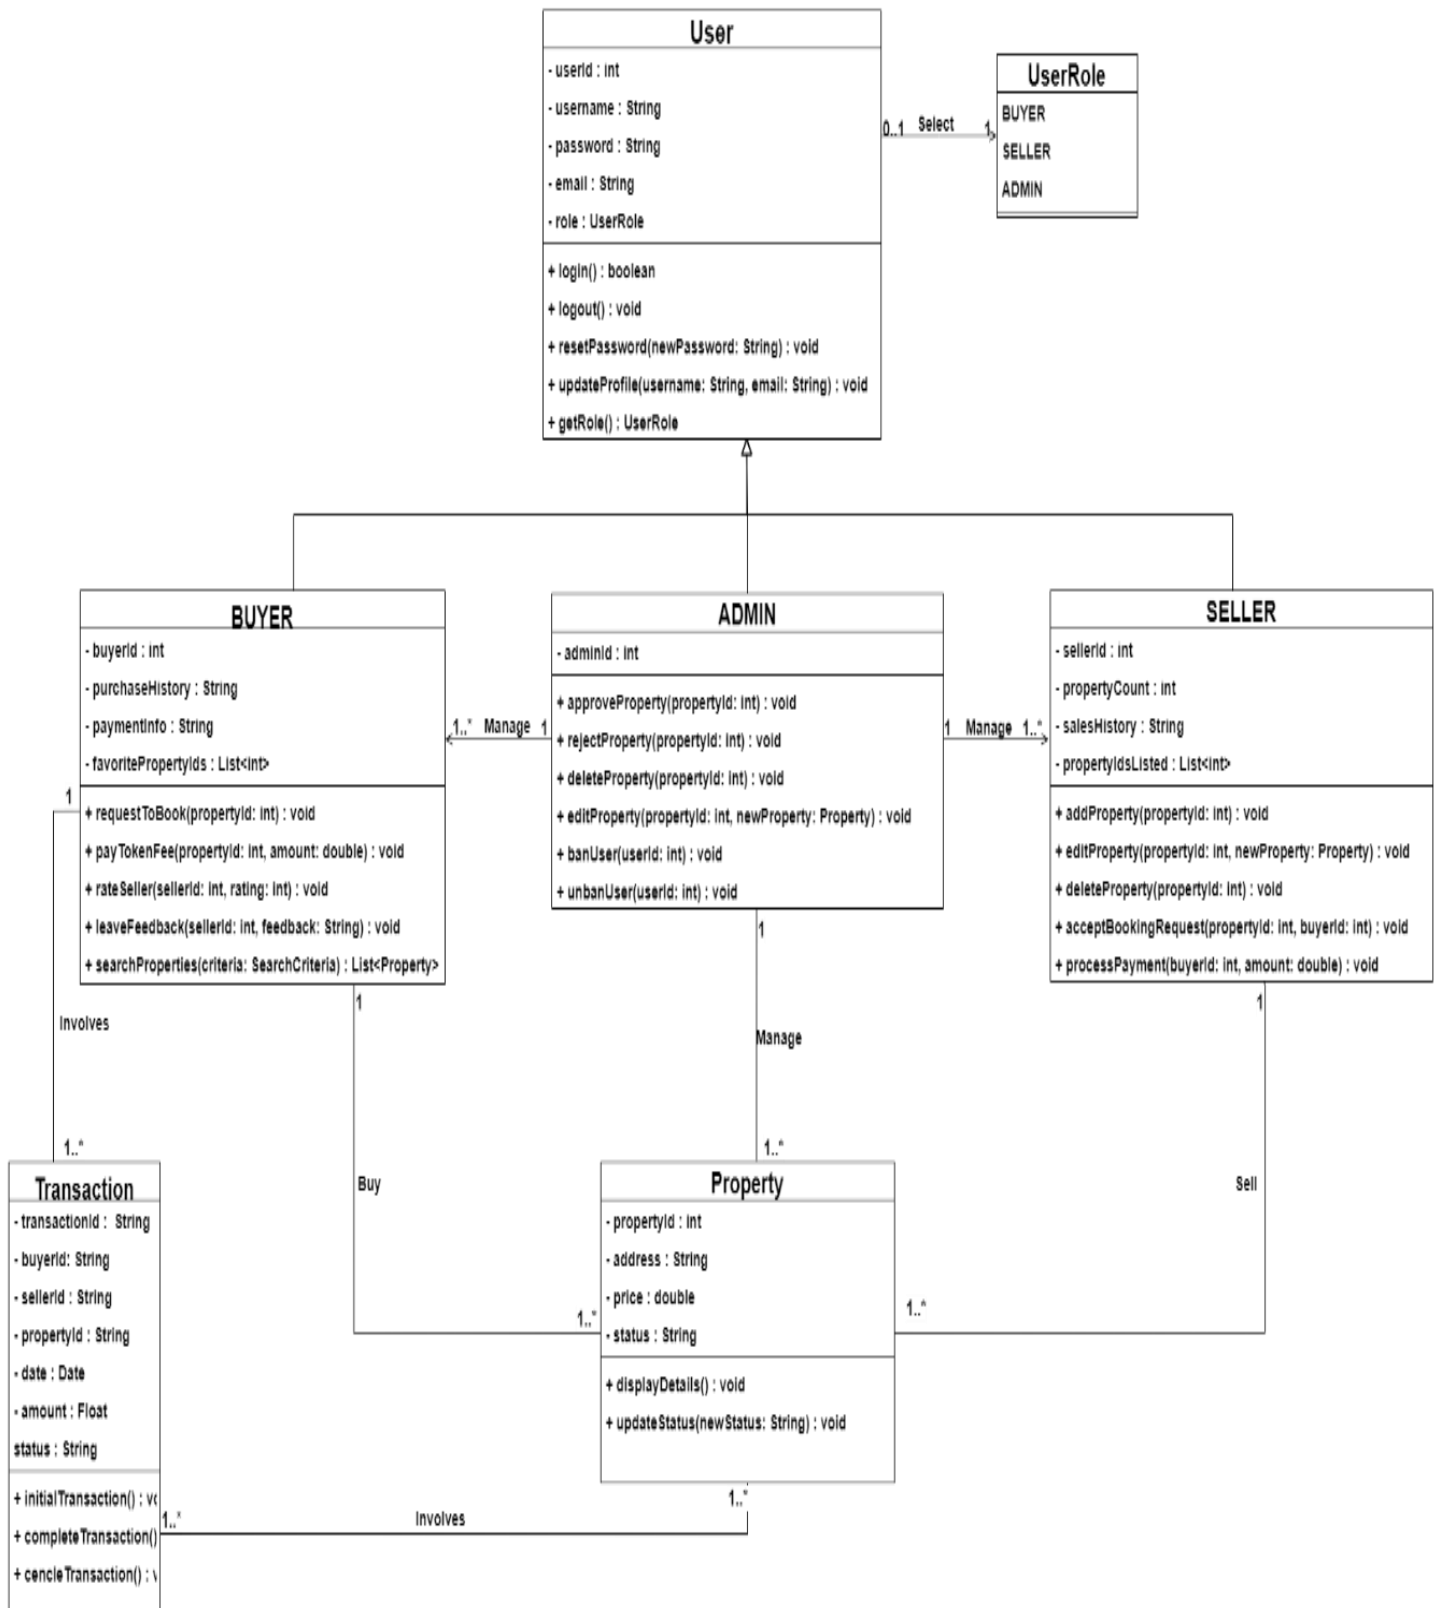 User
- userId : int
- username : String
- password : String
- email : String
- role : UserRole
+ login() : boolean
+ logout() : void
+ resetPassword(newPassword: String) : void
+ updateProfile(username: String, email: String) : void
+ getRole() : UserRole
0..1 Select 1
UserRole
BUYER
SELLER
ADMIN
BUYER
- buyerId : int
- purchaseHistory : String
- paymentInfo : String
- favoritePropertyIds : List<int>
+ requestToBook(propertyId: int) : void
+ payTokenFee(propertyId: int, amount: double) : void
+ rateSeller(sellerId: int, rating: int) : void
+ leaveFeedback(sellerId: int, feedback: String) : void
+ searchProperties(criteria: SearchCriteria) : List<Property>
1..* Manage 1
ADMIN
- adminId : int
+ approveProperty(propertyId: int) : void
+ rejectProperty(propertyId: int) : void
+ deleteProperty(propertyId: int) : void
+ editProperty(propertyId: int, newProperty: Property) : void
+ banUser(userId: int) : void
+ unbanUser(userId: int) : void
1 Manage 1..*
SELLER
- sellerId : int
- propertyCount : int
- salesHistory : String
- propertyIdsListed : List<int>
+ addProperty(propertyId: int) : void
+ editProperty(propertyId: int, newProperty: Property) : void
+ deleteProperty(propertyId: int) : void
+ acceptBookingRequest(propertyId: int, buyerId: int) : void
+ processPayment(buyerId: int, amount: double) : void
1
Involves
1..*
1
Buy
1..*
1
Manage
1..*
1
Sell
1..*
Transaction
- transactionId : String
- buyerId: String
- sellerId : String
- propertyId : String
- date : Date
- amount : Float
status : String
+ initialTransaction() : vo
+ completeTransaction()
+ cencleTransaction() : v
Property
- propertyId : int
- address : String
- price : double
- status : String
+ displayDetails() : void
+ updateStatus(newStatus: String) : void
1..*
Involves
1..*